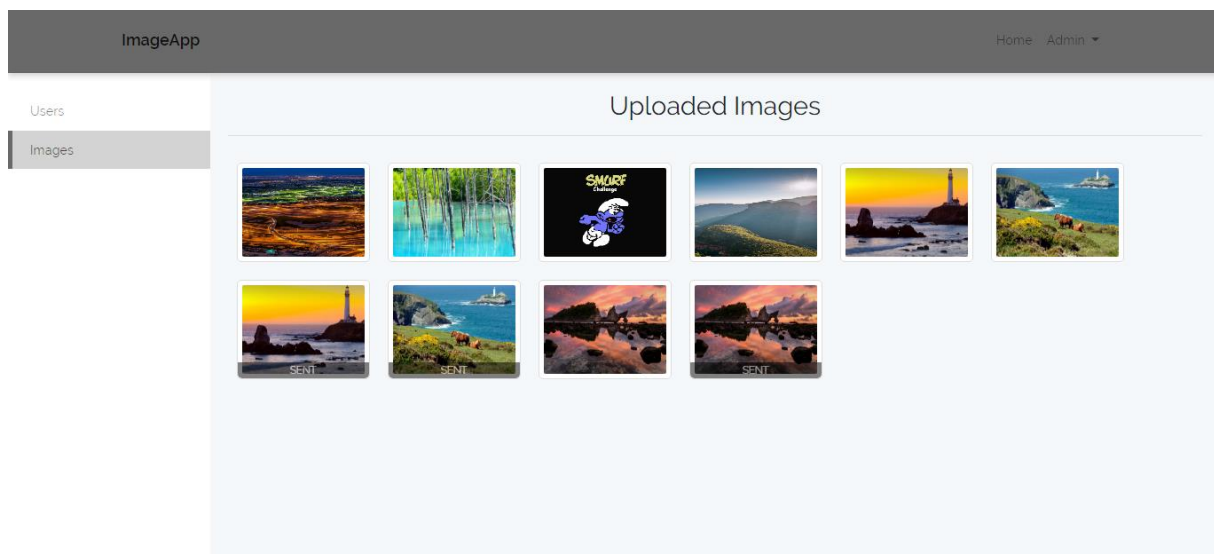 ImageApp
Home Admin
Users
Images
Uploaded Images
SMURF
Challenge
SENT
SENT
SENT